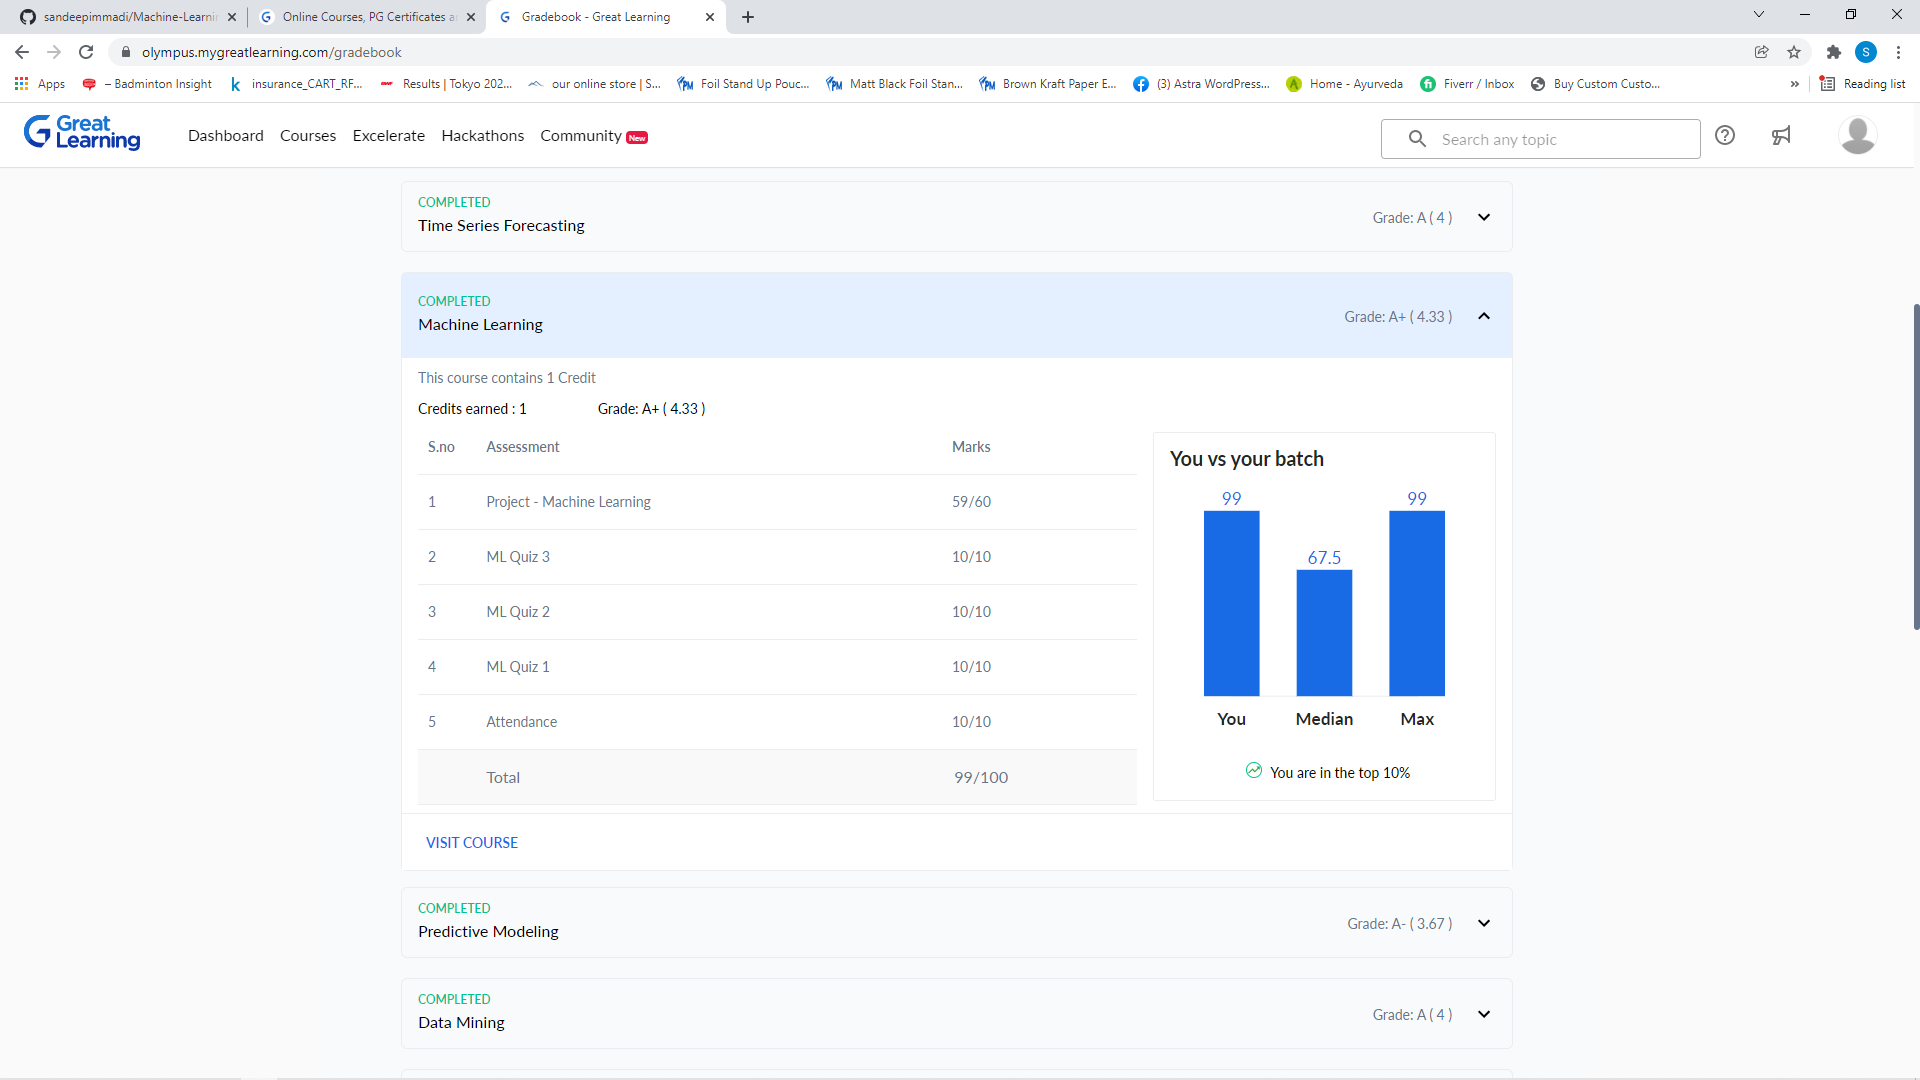 sandeepimmadi/Machine-Learni
Online Courses, PG Certificates a
Gradebook - Great Learning
olympus.mygreatlearning.com/gradebook
S
Apps
– Badminton Insight
insurance_CART_RF...
Results | Tokyo 202...
our online store | S...
Foil Stand Up Pouc...
Matt Black Foil Stan...
Brown Kraft Paper E...
(3) Astra WordPress...
Home - Ayurveda
Fiverr / Inbox
Buy Custom Custo...
»
Reading list
Great Learning
Dashboard
Courses
Excelerate
Hackathons
Community New
Search any topic
COMPLETED
Time Series Forecasting
Grade: A ( 4 )
COMPLETED
Machine Learning
Grade: A+ ( 4.33 )
This course contains 1 Credit
Credits earned : 1 Grade: A+ ( 4.33 )
S.no Assessment Marks
1 Project - Machine Learning 59/60
2 ML Quiz 3 10/10
3 ML Quiz 2 10/10
4 ML Quiz 1 10/10
5 Attendance 10/10
Total 99/100
You vs your batch
99 67.5 99
You Median Max
You are in the top 10%
VISIT COURSE
COMPLETED
Predictive Modeling
Grade: A- ( 3.67 )
COMPLETED
Data Mining
Grade: A ( 4 )